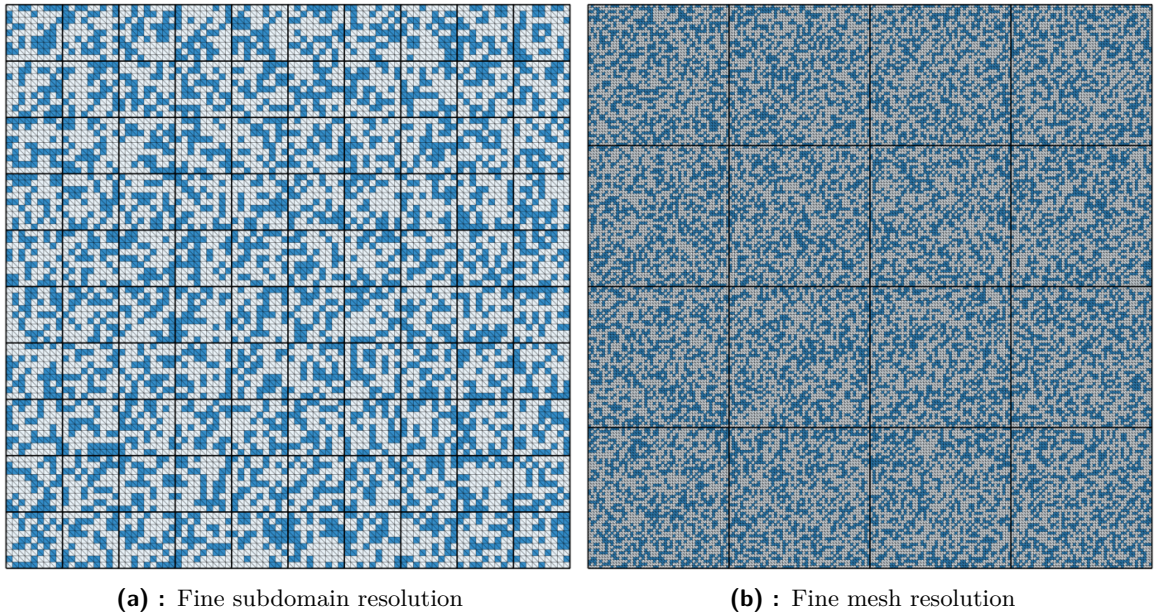 (a) : Fine subdomain resolution
(b) : Fine mesh resolution